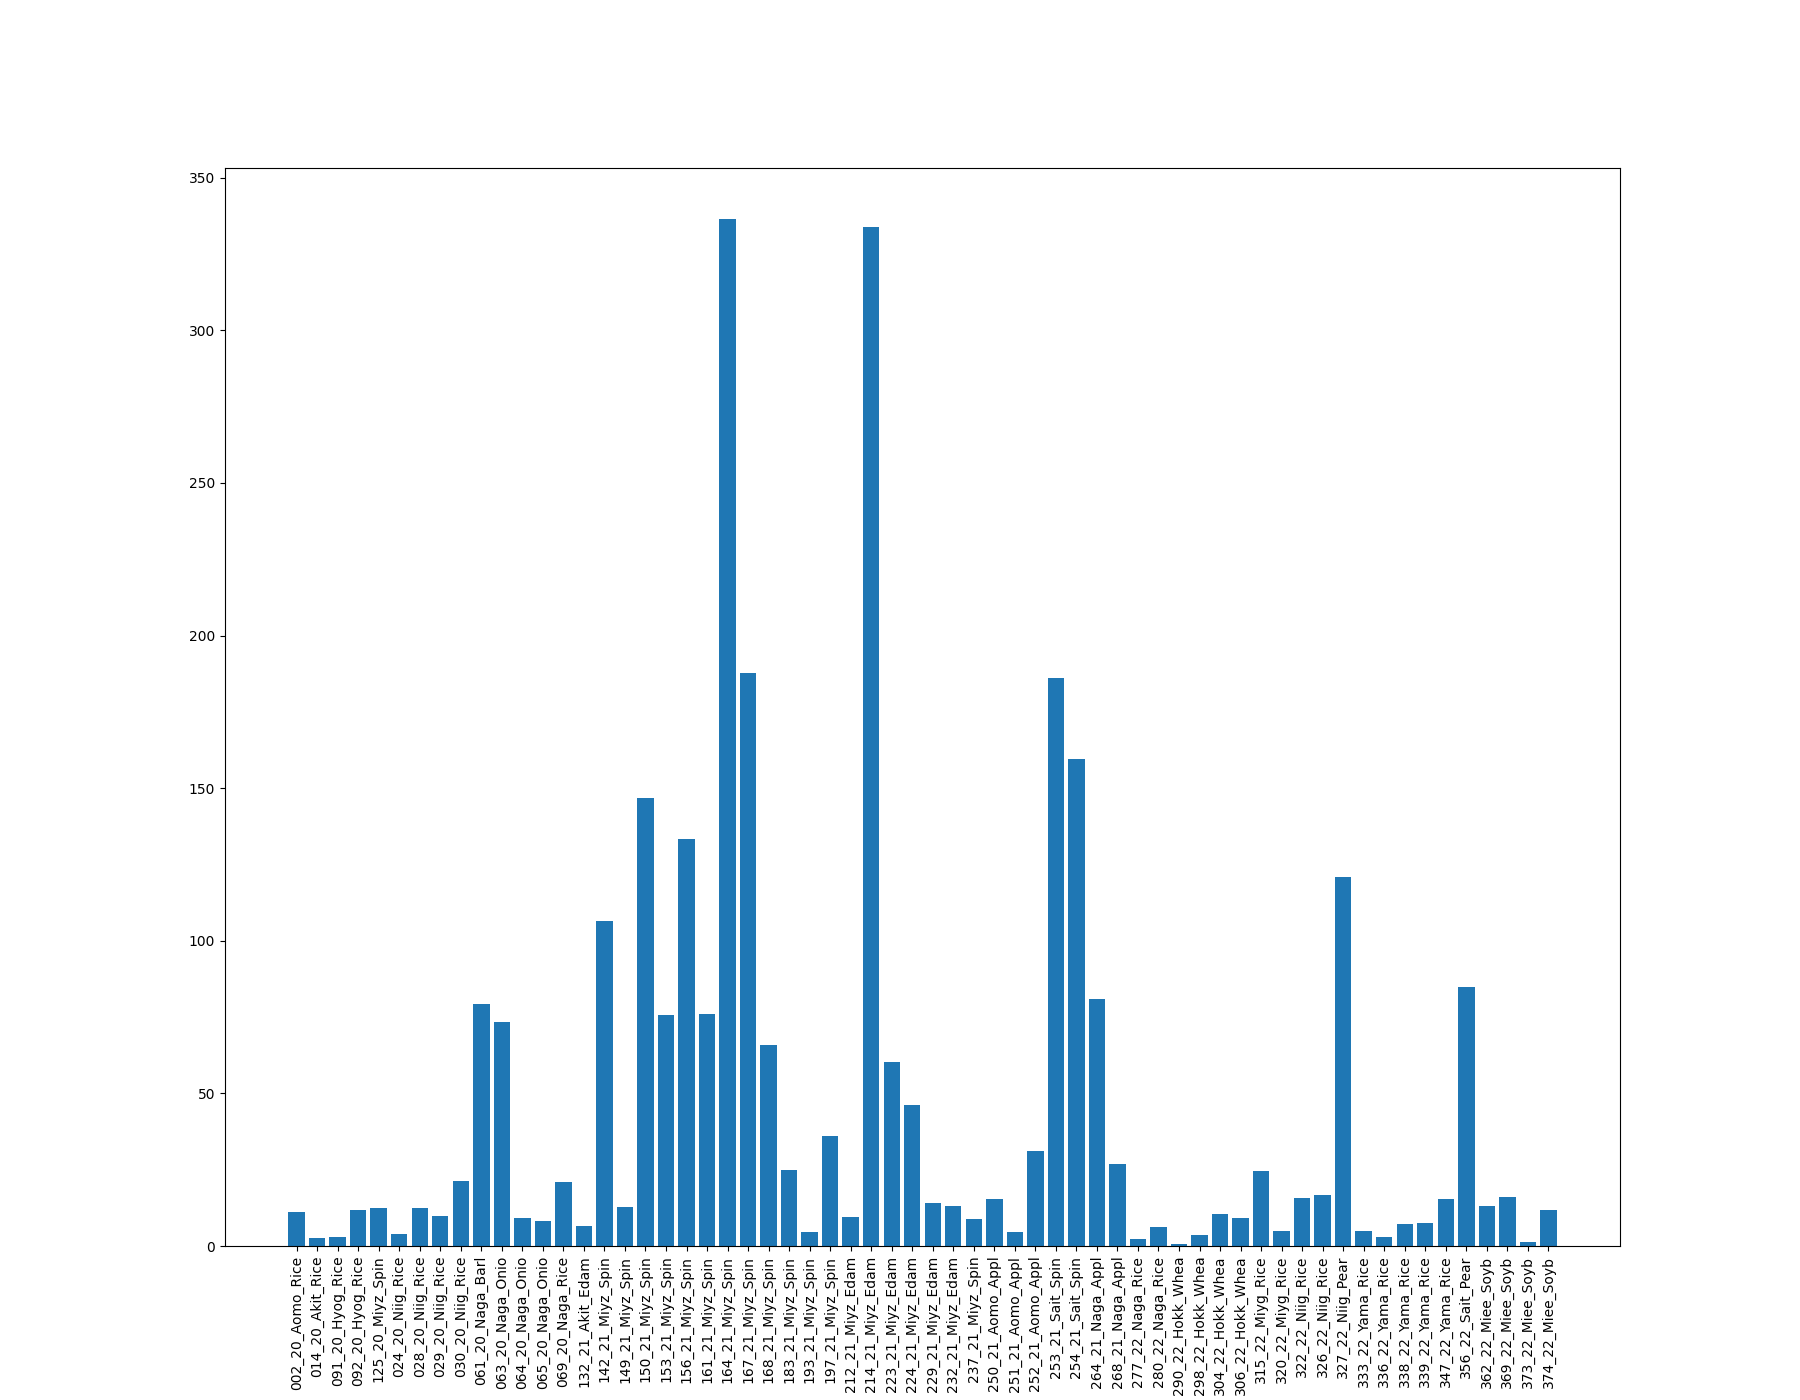 350
300
250
200
150
100
50
0
002_20_Aomo_Rice
014_20_Akit_Rice
091_20_Hyog_Rice
092_20_Hyog_Rice
125_20_Miyz_Spin
024_20_Niig_Rice
028_20_Niig_Rice
029_20_Niig_Rice
030_20_Niig_Rice
061_20_Naga_Barl
063_20_Naga_Onio
064_20_Naga_Onio
065_20_Naga_Onio
069_20_Naga_Rice
132_21_Akit_Edam
142_21_Miyz_Spin
149_21_Miyz_Spin
150_21_Miyz_Spin
153_21_Miyz_Spin
156_21_Miyz_Spin
161_21_Miyz_Spin
164_21_Miyz_Spin
167_21_Miyz_Spin
168_21_Miyz_Spin
183_21_Miyz_Spin
193_21_Miyz_Spin
197_21_Miyz_Spin
212_21_Miyz_Edam
214_21_Miyz_Edam
223_21_Miyz_Edam
224_21_Miyz_Edam
229_21_Miyz_Edam
232_21_Miyz_Edam
237_21_Miyz_Spin
250_21_Aomo_Appl
251_21_Aomo_Appl
252_21_Aomo_Appl
253_21_Sait_Spin
254_21_Sait_Spin
264_21_Naga_Appl
268_21_Naga_Appl
277_22_Naga_Rice
280_22_Naga_Rice
290_22_Hokk_Whea
298_22_Hokk_Whea
304_22_Hokk_Whea
306_22_Hokk_Whea
315_22_Miyg_Rice
320_22_Miyg_Rice
322_22_Niig_Rice
326_22_Niig_Rice
327_22_Niig_Pear
333_22_Yama_Rice
336_22_Yama_Rice
338_22_Yama_Rice
339_22_Yama_Rice
347_22_Yama_Rice
356_22_Sait_Pear
362_22_Miee_Soyb
369_22_Miee_Soyb
373_22_Miee_Soyb
374_22_Miee_Soyb